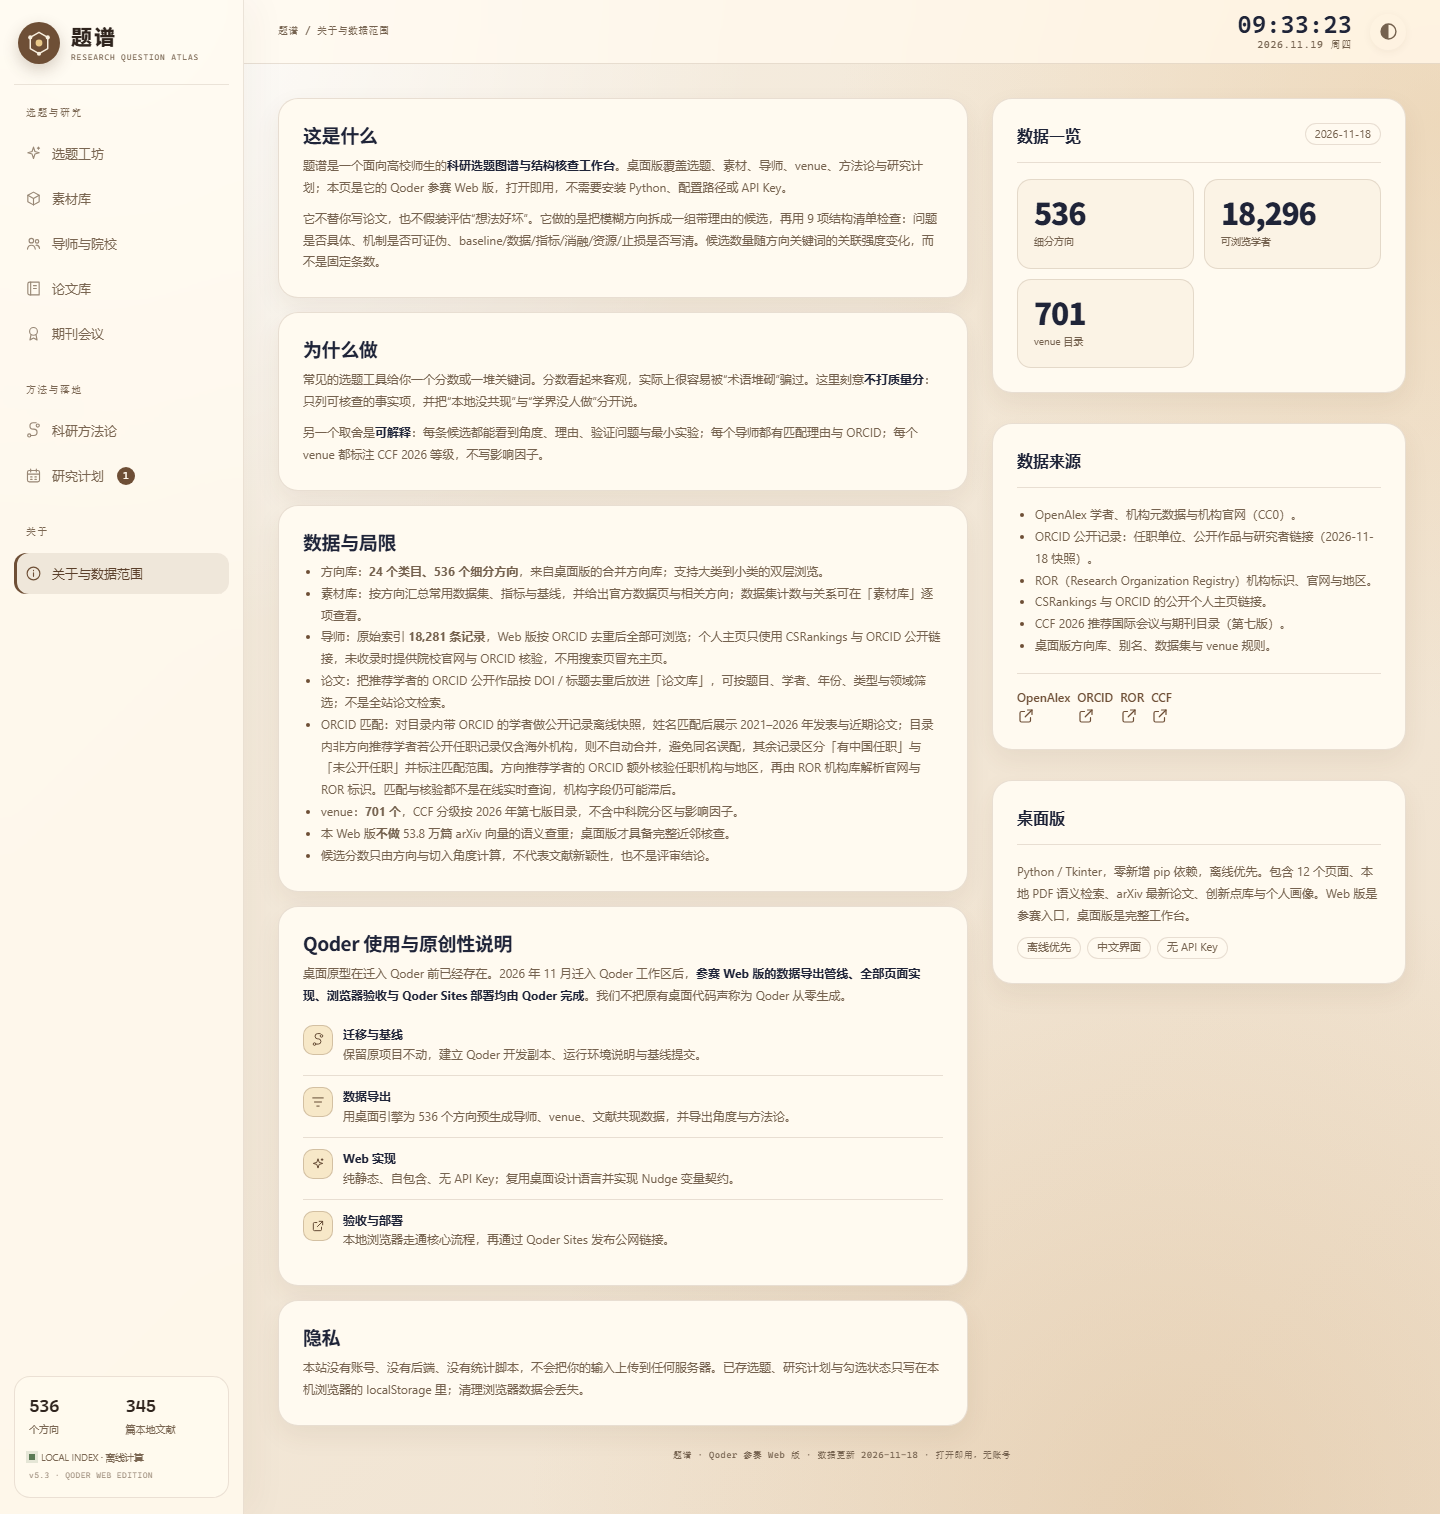 题谱
RESEARCH QUESTION ATLAS
选题与研究
选题工坊
素材库
导师与院校
论文库
期刊会议
方法与落地
科研方法论
研究计划 1
关于
关于与数据范围
536
个方向
345
篇本地文献
LOCAL INDEX · 离线计算
v5.3 · QODER WEB EDITION
题谱 / 关于与数据范围
09:33:23
2026.11.19 周四
这是什么
题谱是一个面向高校师生的科研选题图谱与结构核查工作台。桌面版覆盖选题、素材、导师、venue、方法论与研究计
划；本页是它的 Qoder 参赛 Web 版，打开即用，不需要安装 Python、配置路径或 API Key。
它不替你写论文，也不假装评估“想法好坏”。它做的是把模糊方向拆成一组带理由的候选，再用 9 项结构清单检查：问题
是否具体、机制是否可证伪、baseline/数据/指标/消融/资源/止损是否写清。候选数量随方向关键词的关联强度变化，而
不是固定条数。
为什么做
常见的选题工具给你一个分数或一堆关键词。分数看起来客观，实际上很容易被“术语堆砌”骗过。这里刻意不打质量分：
只列可核查的事实项，并把“本地没共现”与“学界没人做”分开说。
另一个取舍是可解释：每条候选都能看到角度、理由、验证问题与最小实验；每个导师都有匹配理由与 ORCID；每个
venue 都标注 CCF 2026 等级，不写影响因子。
数据与局限
• 方向库：24 个类目、536 个细分方向，来自桌面版的合并方向库；支持大类到小类的双层浏览。
• 素材库：按方向汇总常用数据集、指标与基线，并给出官方数据页与相关方向；数据集计数与关系可在「素材库」逐
项查看。
• 导师：原始索引 18,281 条记录，Web 版按 ORCID 去重后全部可浏览；个人主页只使用 CSRankings 与 ORCID 公开链
接，未收录时提供院校官网与 ORCID 核验，不用搜索页冒充主页。
• 论文：把推荐学者的 ORCID 公开作品按 DOI / 标题去重后放进「论文库」，可按题目、学者、年份、类型与领域筛
选；不是全站论文检索。
• ORCID 匹配：对目录内带 ORCID 的学者做公开记录离线快照，姓名匹配后展示 2021–2026 年发表与近期论文；目录
内非方向推荐学者若公开任职记录仅含海外机构，则不自动合并，避免同名误配，其余记录区分「有中国任职」与
「未公开任职」并标注匹配范围。方向推荐学者的 ORCID 额外核验任职机构与地区，再由 ROR 机构库解析官网与
ROR 标识。匹配与核验都不是在线实时查询，机构字段仍可能滞后。
• venue：701 个，CCF 分级按 2026 年第七版目录，不含中科院分区与影响因子。
• 本 Web 版不做 53.8 万篇 arXiv 向量的语义查重；桌面版才具备完整近邻核查。
• 候选分数只由方向与切入角度计算，不代表文献新颖性，也不是评审结论。
Qoder 使用与原创性说明
桌面原型在迁入 Qoder 前已经存在。2026 年 11 月迁入 Qoder 工作区后，参赛 Web 版的数据导出管线、全部页面实
现、浏览器验收与 Qoder Sites 部署均由 Qoder 完成。我们不把原有桌面代码声称为 Qoder 从零生成。
迁移与基线
保留原项目不动，建立 Qoder 开发副本、运行环境说明与基线提交。
数据导出
用桌面引擎为 536 个方向预生成导师、venue、文献共现数据，并导出角度与方法论。
Web 实现
纯静态、自包含、无 API Key；复用桌面设计语言并实现 Nudge 变量契约。
验收与部署
本地浏览器走通核心流程，再通过 Qoder Sites 发布公网链接。
隐私
本站没有账号、没有后端、没有统计脚本，不会把你的输入上传到任何服务器。已存选题、研究计划与勾选状态只写在本
机浏览器的 localStorage 里；清理浏览器数据会丢失。
题谱 · Qoder 参赛 Web 版 · 数据更新 2026-11-18 · 打开即用，无账号
数据一览
2026-11-18
536
细分方向
18,296
可浏览学者
701
venue 目录
数据来源
• OpenAlex 学者、机构元数据与机构官网（CC0）。
• ORCID 公开记录：任职单位、公开作品与研究者链接（2026-11-
18 快照）。
• ROR（Research Organization Registry）机构标识、官网与地区。
• CSRankings 与 ORCID 的公开个人主页链接。
• CCF 2026 推荐国际会议与期刊目录（第七版）。
• 桌面版方向库、别名、数据集与 venue 规则。
OpenAlex ORCID ROR CCF
桌面版
Python / Tkinter，零新增 pip 依赖，离线优先。包含 12 个页面、本
地 PDF 语义检索、arXiv 最新论文、创新点库与个人画像。Web 版是
参赛入口，桌面版是完整工作台。
离线优先 中文界面 无 API Key